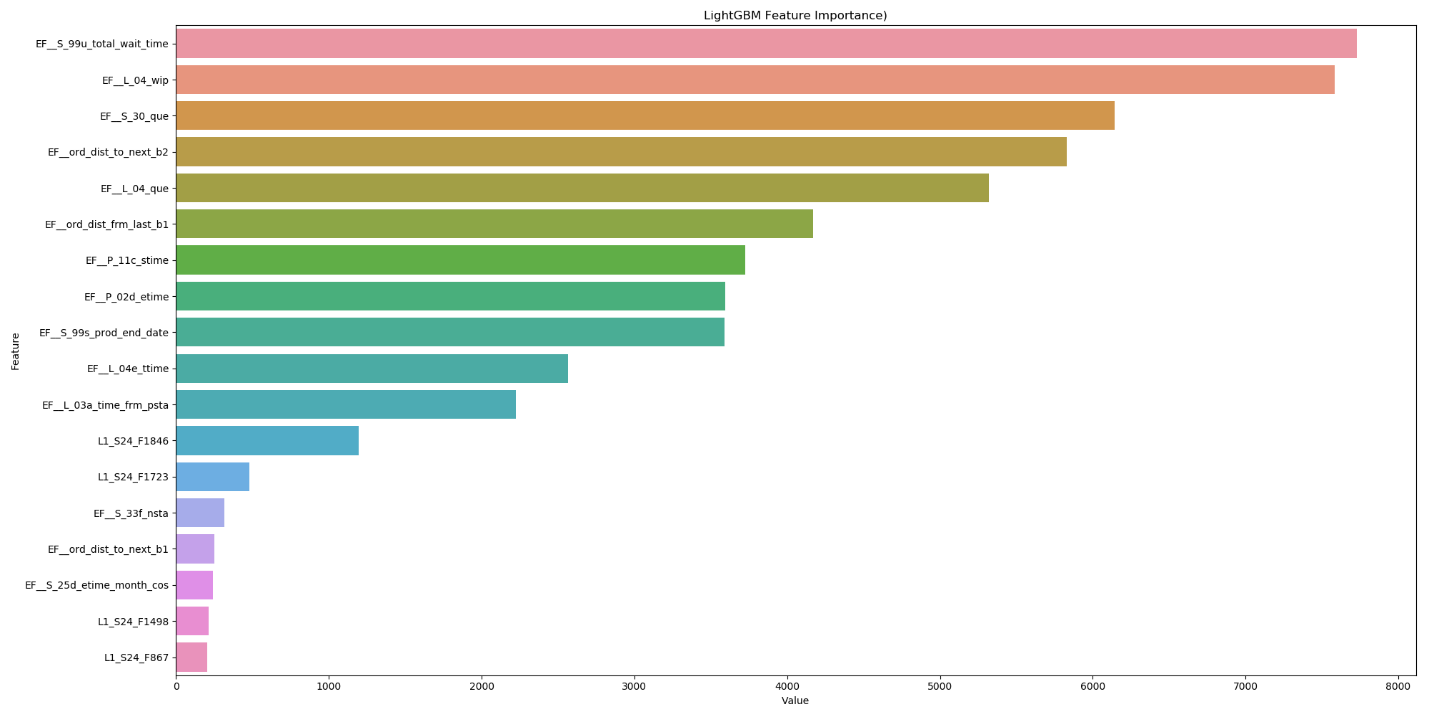 LightGBM Feature Importance)
EF__S_99u_total_wait_time
EF__L_04_wip
EF__S_30_que
EF__ord_dist_to_next_b2
EF__L_04_que
EF__ord_dist_frm_last_b1
EF__P_11c_stime
EF__P_02d_etime
EF__S_99s_prod_end_date
EF__L_04e_ttime
EF__L_03a_time_frm_psta
L1_S24_F1846
L1_S24_F1723
EF__S_33f_nsta
EF__ord_dist_to_next_b1
EF__S_25d_etime_month_cos
L1_S24_F1498
L1_S24_F867
Feature
0 1000 2000 3000 4000 5000 6000 7000 8000
Value